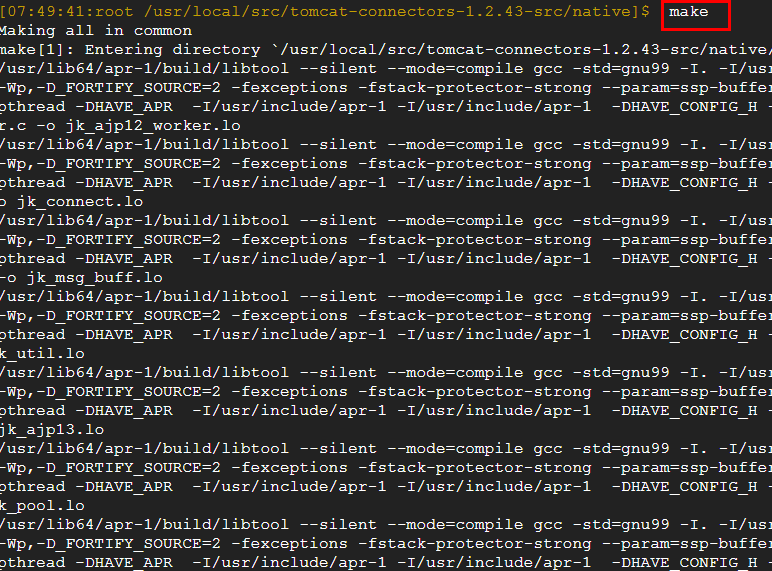 [07:49:41:root /usr/local/src/tomcat-connectors-1.2.43-src/native]$ make
Making all in common
make[1]: Entering directory `/usr/local/src/tomcat-connectors-1.2.43-src/native/
/usr/lib64/apr-1/build/libtool --silent --mode=compile gcc -std=gnu99 -I. -I/usr
-Wp,-D_FORTIFY_SOURCE=2 -fexceptions -fstack-protector-strong --param=ssp-buffer
pthread -DHAVE_APR  -I/usr/include/apr-1 -I/usr/include/apr-1  -DHAVE_CONFIG_H -
r.c -o jk_ajp12_worker.lo
/usr/lib64/apr-1/build/libtool --silent --mode=compile gcc -std=gnu99 -I. -I/usr
-Wp,-D_FORTIFY_SOURCE=2 -fexceptions -fstack-protector-strong --param=ssp-buffer
pthread -DHAVE_APR  -I/usr/include/apr-1 -I/usr/include/apr-1  -DHAVE_CONFIG_H -
o jk_connect.lo
/usr/lib64/apr-1/build/libtool --silent --mode=compile gcc -std=gnu99 -I. -I/usr
-Wp,-D_FORTIFY_SOURCE=2 -fexceptions -fstack-protector-strong --param=ssp-buffer
pthread -DHAVE_APR  -I/usr/include/apr-1 -I/usr/include/apr-1  -DHAVE_CONFIG_H -
-o jk_msg_buff.lo
/usr/lib64/apr-1/build/libtool --silent --mode=compile gcc -std=gnu99 -I. -I/usr
-Wp,-D_FORTIFY_SOURCE=2 -fexceptions -fstack-protector-strong --param=ssp-buffer
pthread -DHAVE_APR  -I/usr/include/apr-1 -I/usr/include/apr-1  -DHAVE_CONFIG_H -
k_util.lo
/usr/lib64/apr-1/build/libtool --silent --mode=compile gcc -std=gnu99 -I. -I/usr
-Wp,-D_FORTIFY_SOURCE=2 -fexceptions -fstack-protector-strong --param=ssp-buffer
pthread -DHAVE_APR  -I/usr/include/apr-1 -I/usr/include/apr-1  -DHAVE_CONFIG_H -
jk_ajp13.lo
/usr/lib64/apr-1/build/libtool --silent --mode=compile gcc -std=gnu99 -I. -I/usr
-Wp,-D_FORTIFY_SOURCE=2 -fexceptions -fstack-protector-strong --param=ssp-buffer
pthread -DHAVE_APR  -I/usr/include/apr-1 -I/usr/include/apr-1  -DHAVE_CONFIG_H -
k_pool.lo
/usr/lib64/apr-1/build/libtool --silent --mode=compile gcc -std=gnu99 -I. -I/usr
-Wp,-D_FORTIFY_SOURCE=2 -fexceptions -fstack-protector-strong --param=ssp-buffer
pthread -DHAVE_APR  -I/usr/include/apr-1 -I/usr/include/apr-1  -DHAVE_CONFIG_H -